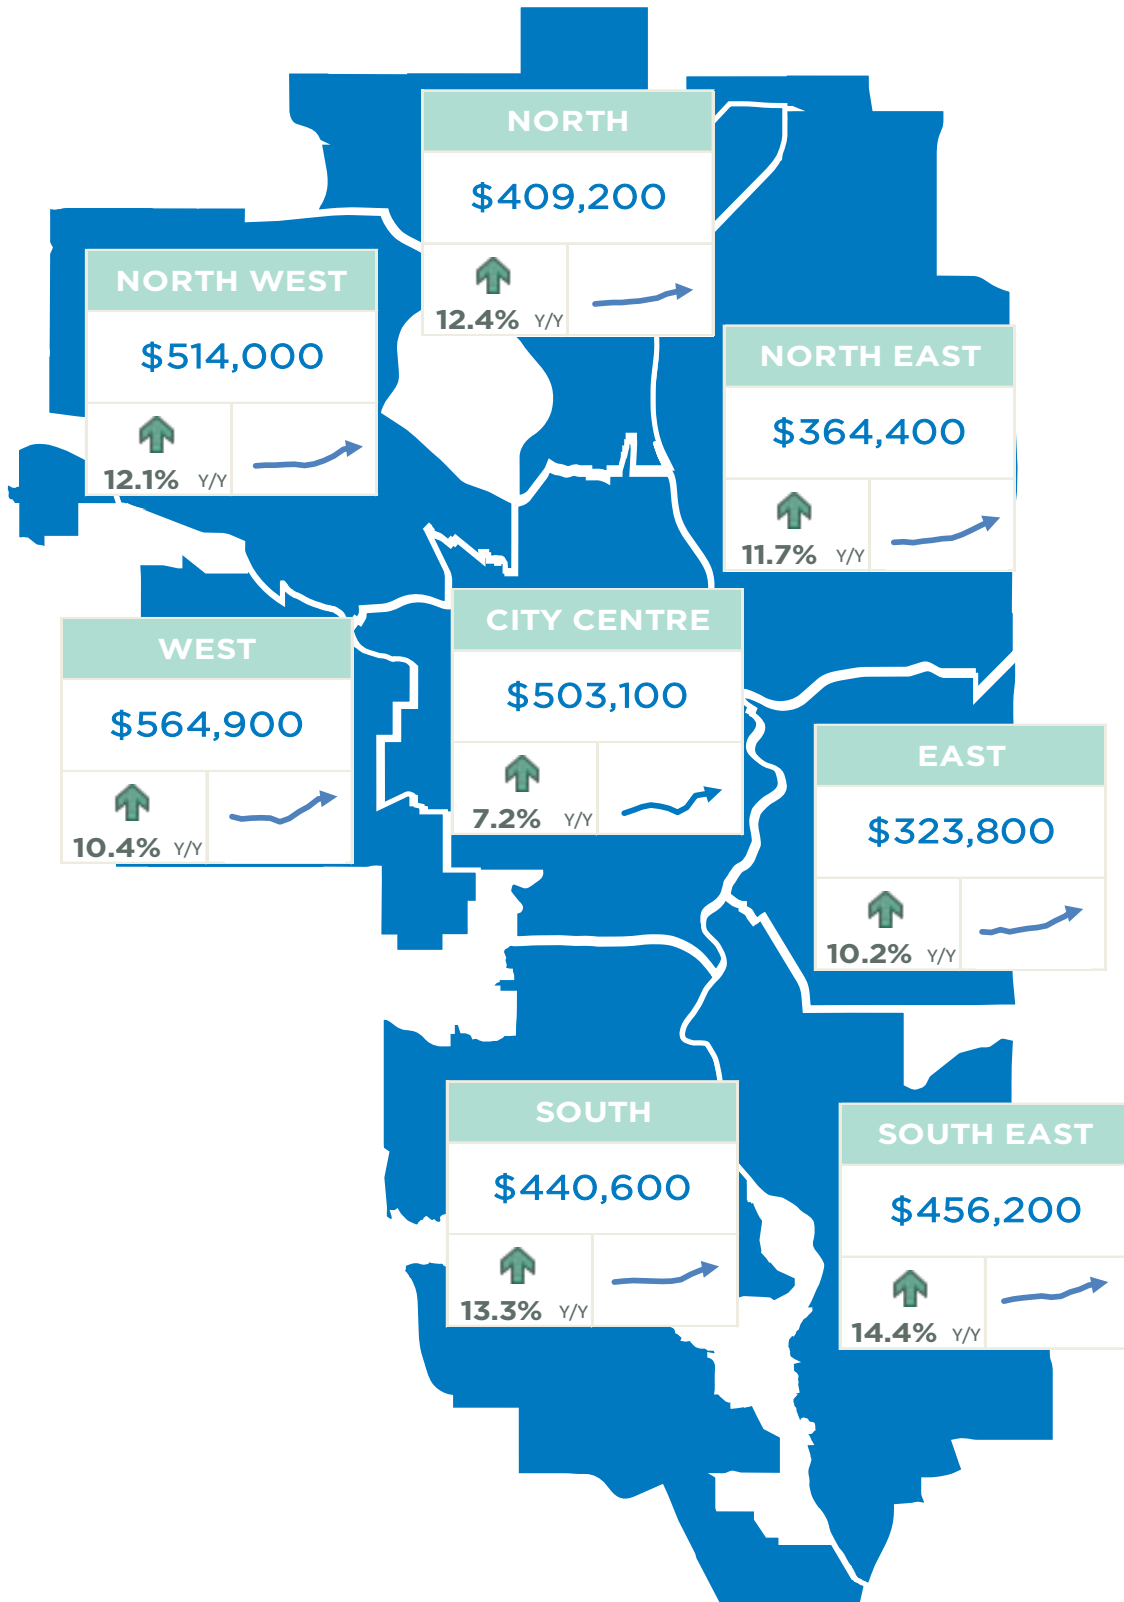 NORTH
$409,200
12.4% Y/Y
NORTH WEST
$514,000
12.1% Y/Y
NORTH EAST
$364,400
11.7% Y/Y
CITY CENTRE
$503,100
7.2% Y/Y
WEST
$564,900
10.4% Y/Y
EAST
$323,800
10.2% Y/Y
SOUTH
$440,600
13.3% Y/Y
SOUTH EAST
$456,200
14.4% Y/Y